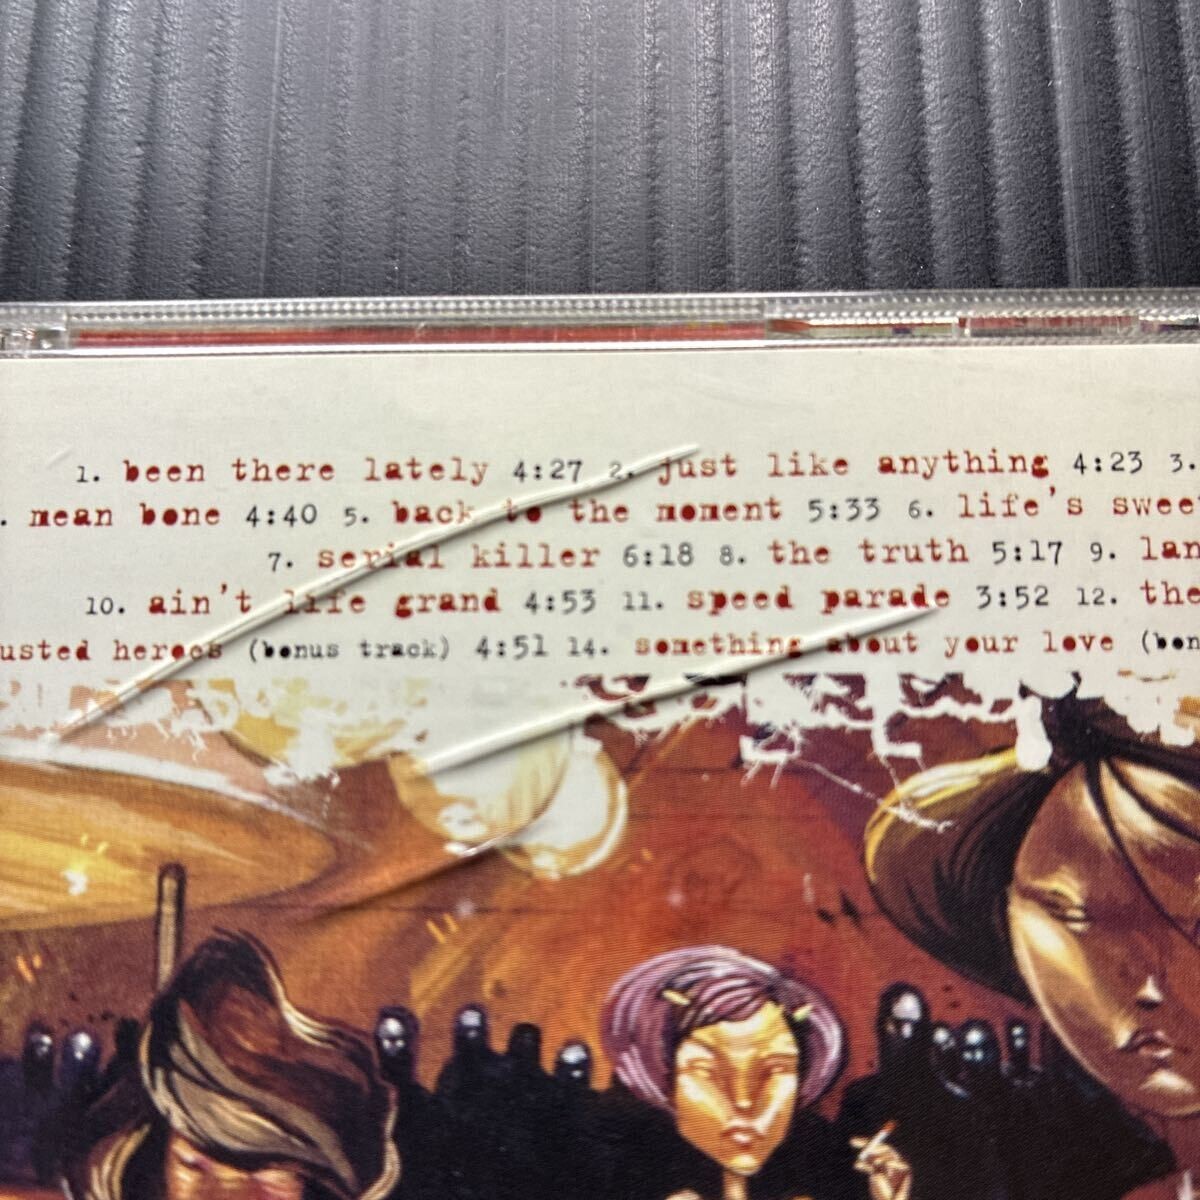 1. been there lately 4:27 2. just like anything 4:23 3.
. mean bone 4:40 5. back to the moment 5:33 6. life's swee
7. serial killer 6:18 8. the truth 5:17 9. lan
10. ain't life grand 4:53 11. speed parade 3:52 12. the
usted heroes (bonus track) 4:51 14. something about your love (bon